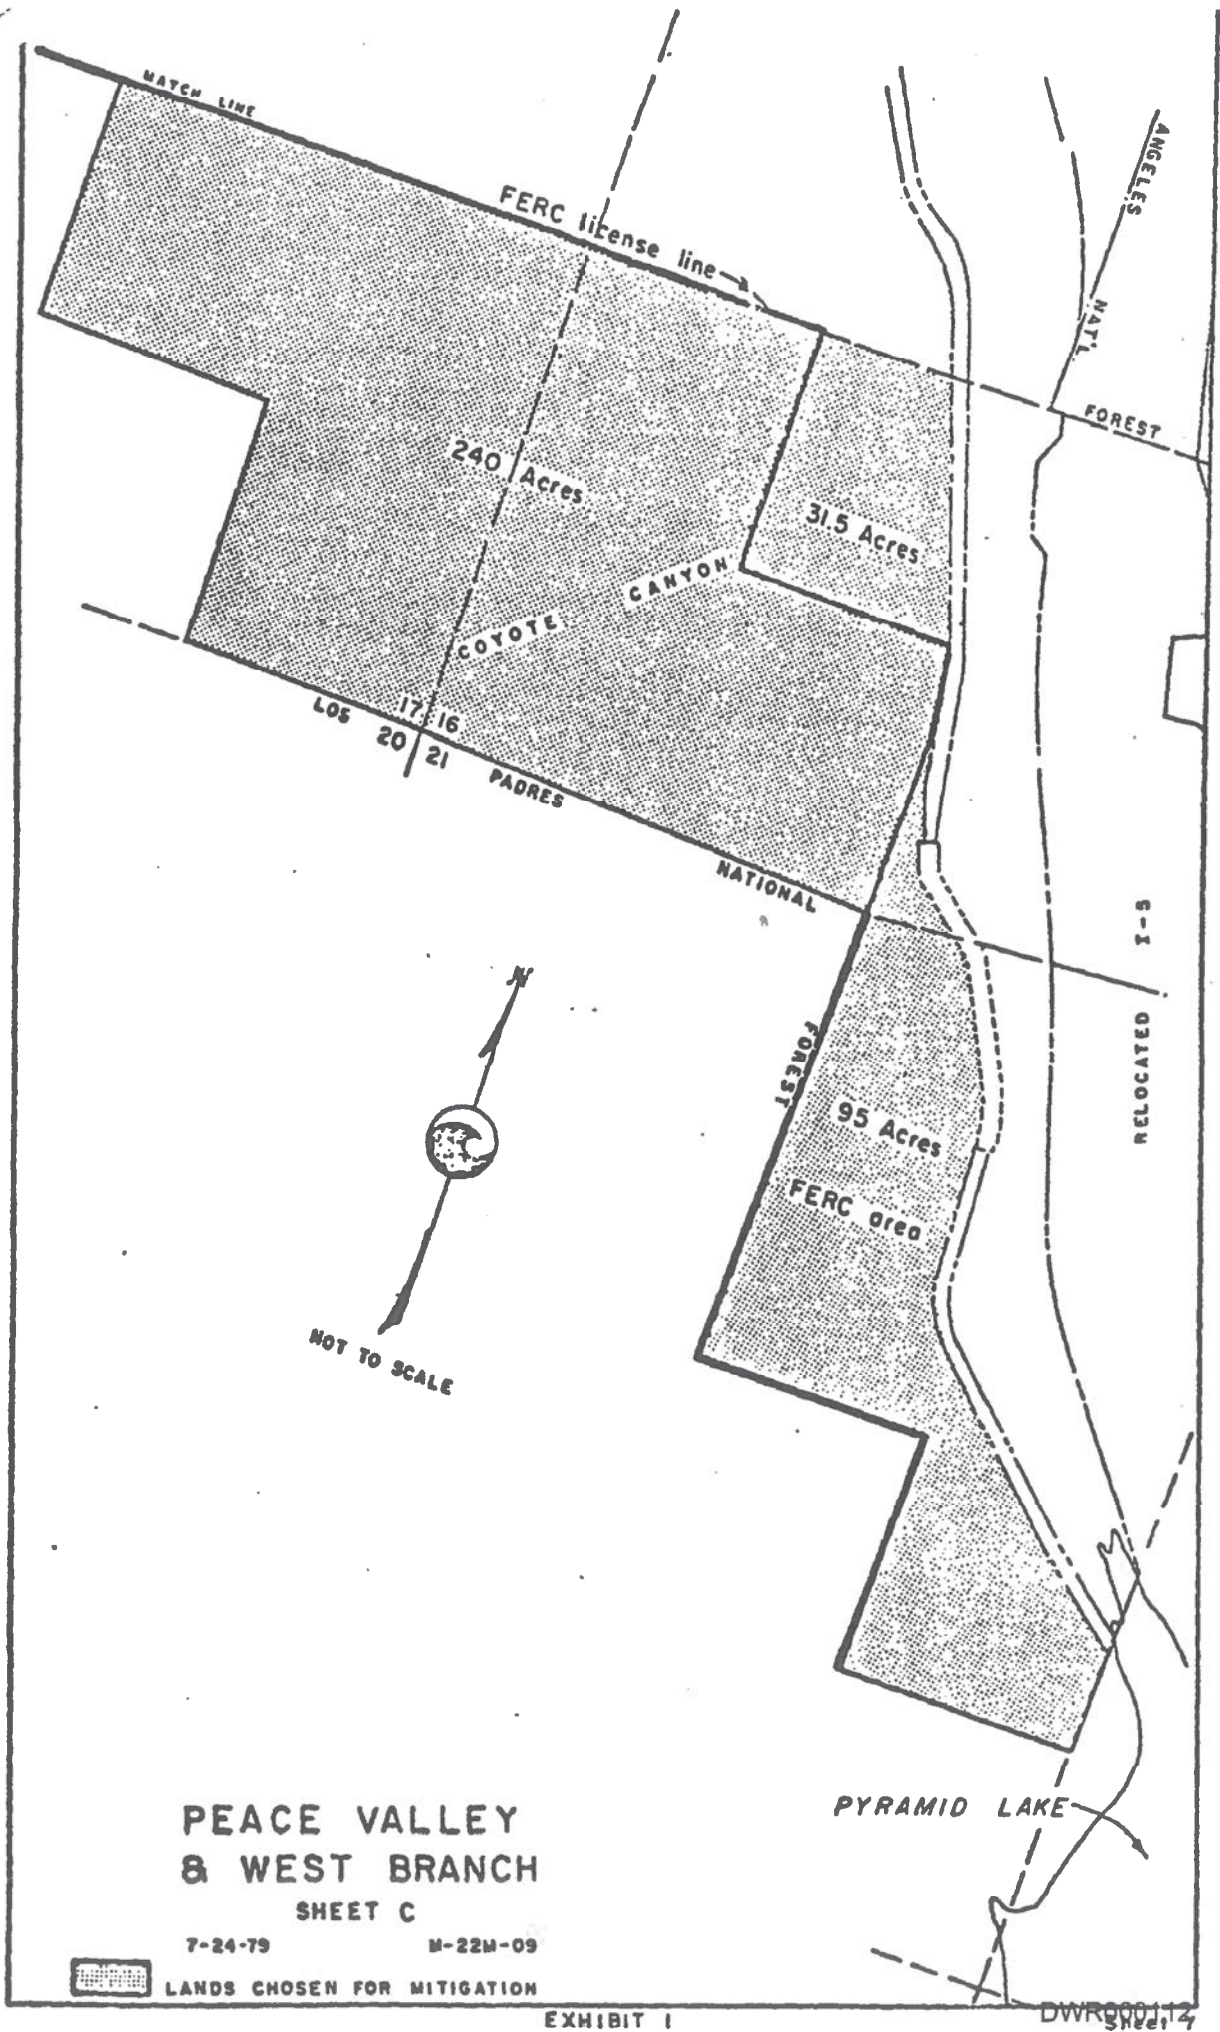 MATCH LINE
FERC license line
ANGELES
NAT'L
FOREST
240 Acres
31.5 Acres
COYOTE CANYON
17 16
20 21
LOS PADRES NATIONAL
FOREST
RELOCATED I-5
N
NOT TO SCALE
95 Acres
FERC area
PYRAMID LAKE
PEACE VALLEY
& WEST BRANCH
SHEET C
7-24-79 M-22M-09
LANDS CHOSEN FOR MITIGATION
EXHIBIT I
DWR000112
Sheet